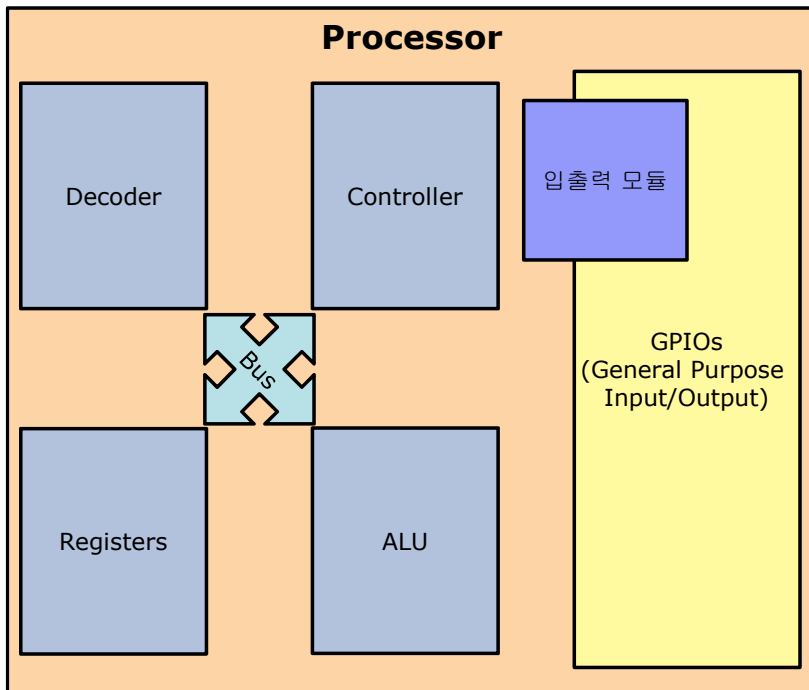 Processor
Decoder
Controller
입출력 모듈
Bus
GPIOs
(General Purpose
Input/Output)
Registers
ALU